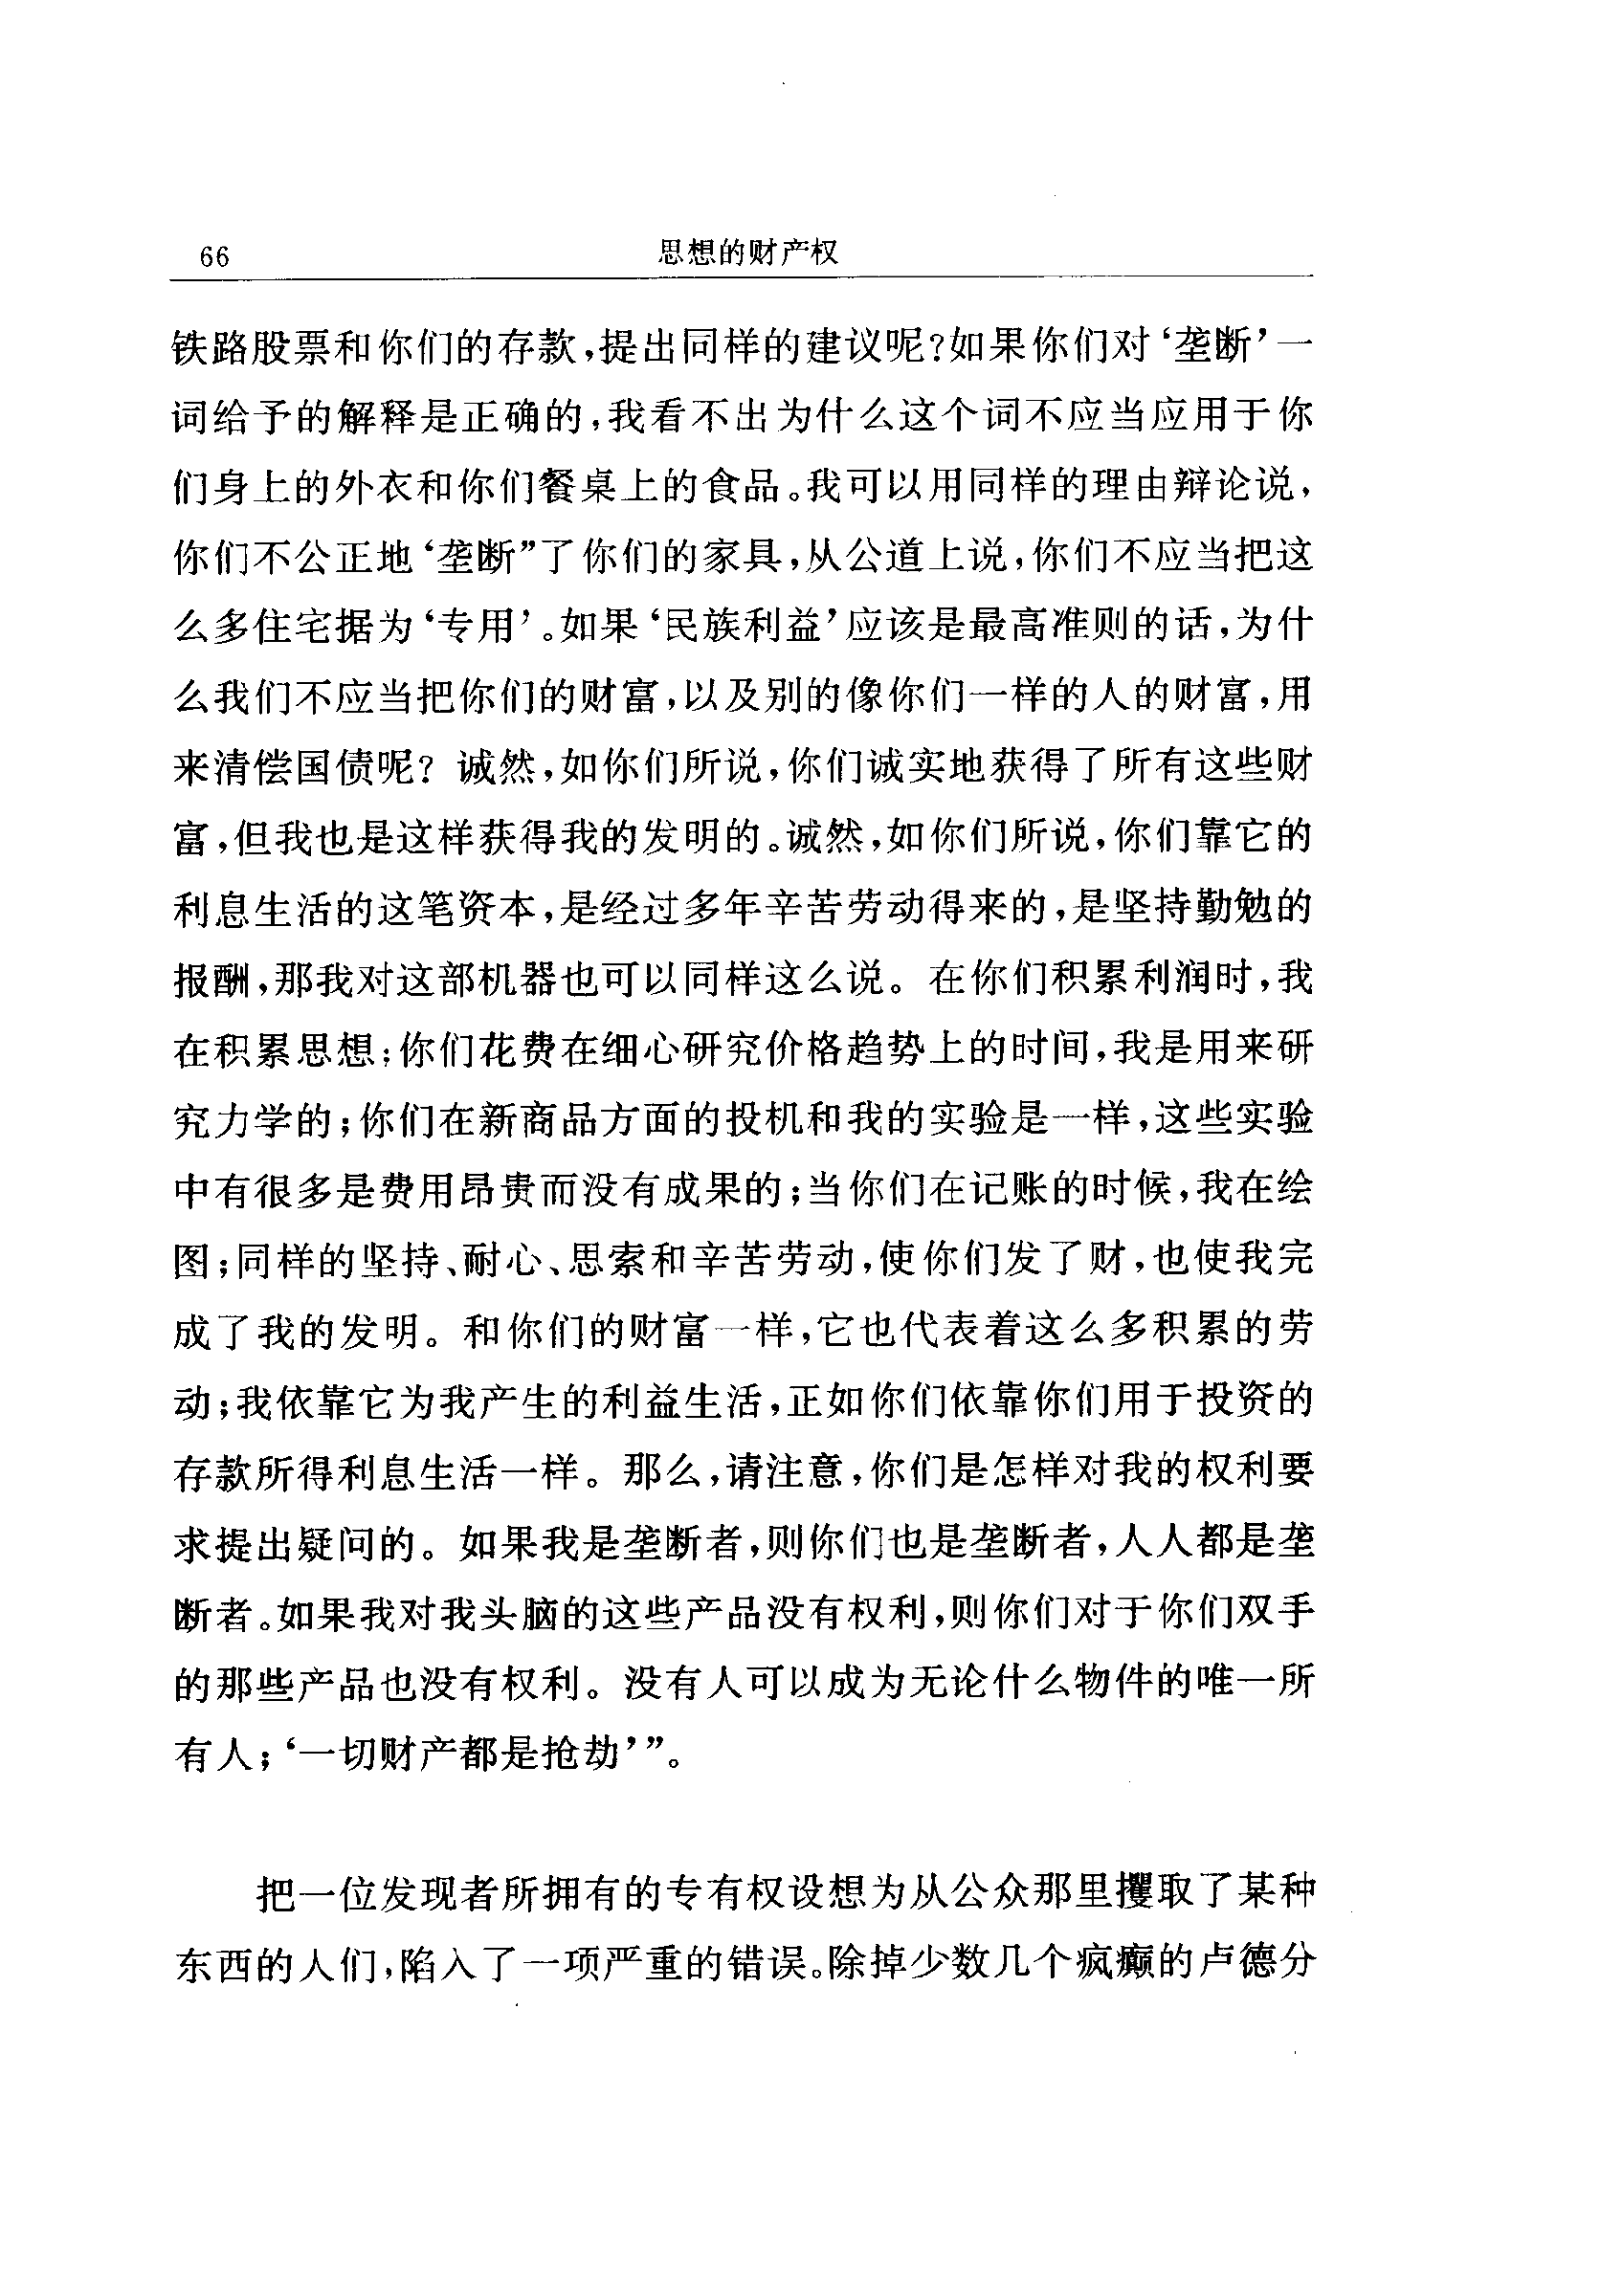 66 思想的财产权
铁路股票和你们的存款,提出同样的建议呢?如果你们对‘垄断’一
词给予的解释是正确的,我看不出为什么这个词不应当应用于你
们身上的外衣和你们餐桌上的食品。我可以用同样的理由辩论说,
你们不公正地‘垄断”了你们的家具,从公道上说,你们不应当把这
么多住宅据为‘专用’。如果‘民族利益’应该是最高准则的话,为什
么我们不应当把你们的财富,以及别的像你们一样的人的财富,用
来清偿国债呢? 诚然,如你们所说,你们诚实地获得了所有这些财
富,但我也是这样获得我的发明的。诚然,如你们所说,你们靠它的
利息生活的这笔资本,是经过多年辛苦劳动得来的,是坚持勤勉的
报酬,那我对这部机器也可以同样这么说。在你们积累利润时,我
在积累思想;你们花费在细心研究价格趋势上的时间,我是用来研
究力学的;你们在新商品方面的投机和我的实验是一样,这些实验
中有很多是费用昂贵而没有成果的;当你们在记账的时候,我在绘
图;同样的坚持、耐心、思索和辛苦劳动,使你们发了财,也使我完
成了我的发明。和你们的财富一样,它也代表着这么多积累的劳
动;我依靠它为我产生的利益生活,正如你们依靠你们用于投资的
存款所得利息生活一样。那么,请注意,你们是怎样对我的权利要
求提出疑问的。如果我是垄断者,则你们也是垄断者,人人都是垄
断者。如果我对我头脑的这些产品没有权利,则你们对于你们双手
的那些产品也没有权利。没有人可以成为无论什么物件的唯一所
有人;‘一切财产都是抢劫’”。
把一位发现者所拥有的专有权设想为从公众那里攫取了某种
东西的人们,陷入了一项严重的错误。除掉少数几个疯癫的卢德分